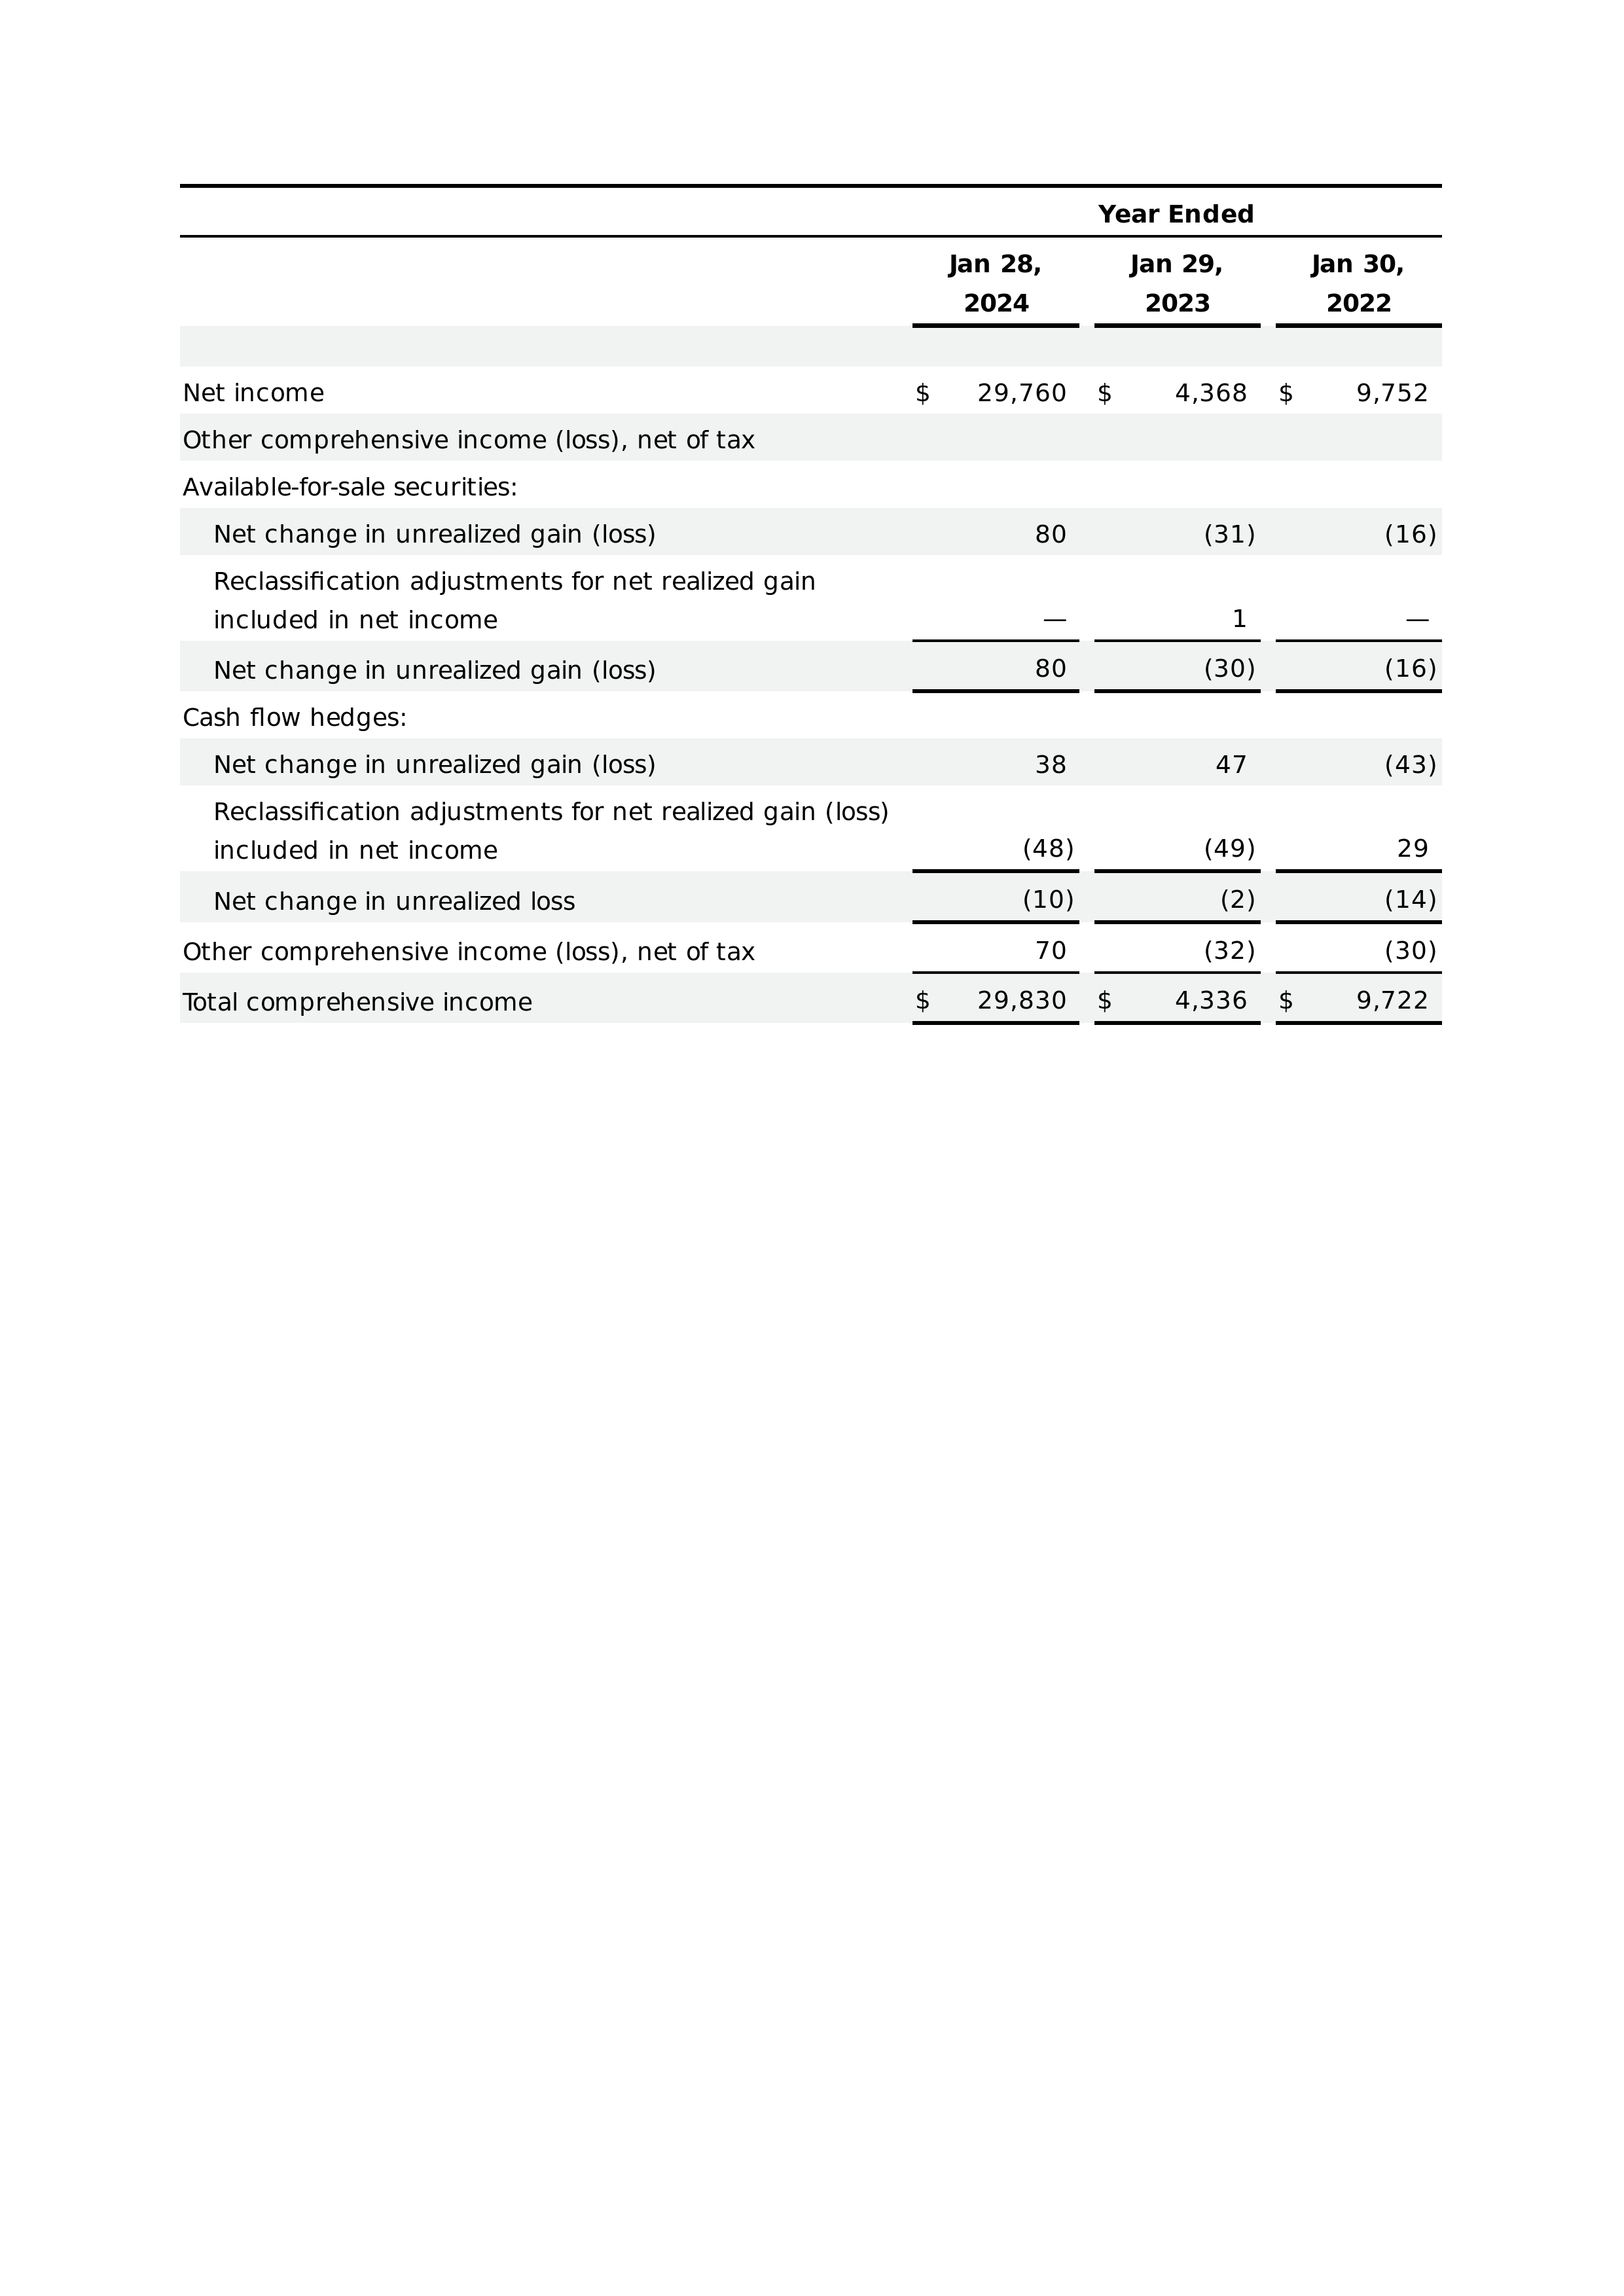 Year Ended
Jan 28, 2024 Jan 29, 2023 Jan 30, 2022
Net income $ 29,760 $ 4,368 $ 9,752
Other comprehensive income (loss), net of tax
Available-for-sale securities:
Net change in unrealized gain (loss) 80 (31) (16)
Reclassification adjustments for net realized gain
included in net income — 1 —
Net change in unrealized gain (loss) 80 (30) (16)
Cash flow hedges:
Net change in unrealized gain (loss) 38 47 (43)
Reclassification adjustments for net realized gain (loss)
included in net income (48) (49) 29
Net change in unrealized loss (10) (2) (14)
Other comprehensive income (loss), net of tax 70 (32) (30)
Total comprehensive income $ 29,830 $ 4,336 $ 9,722